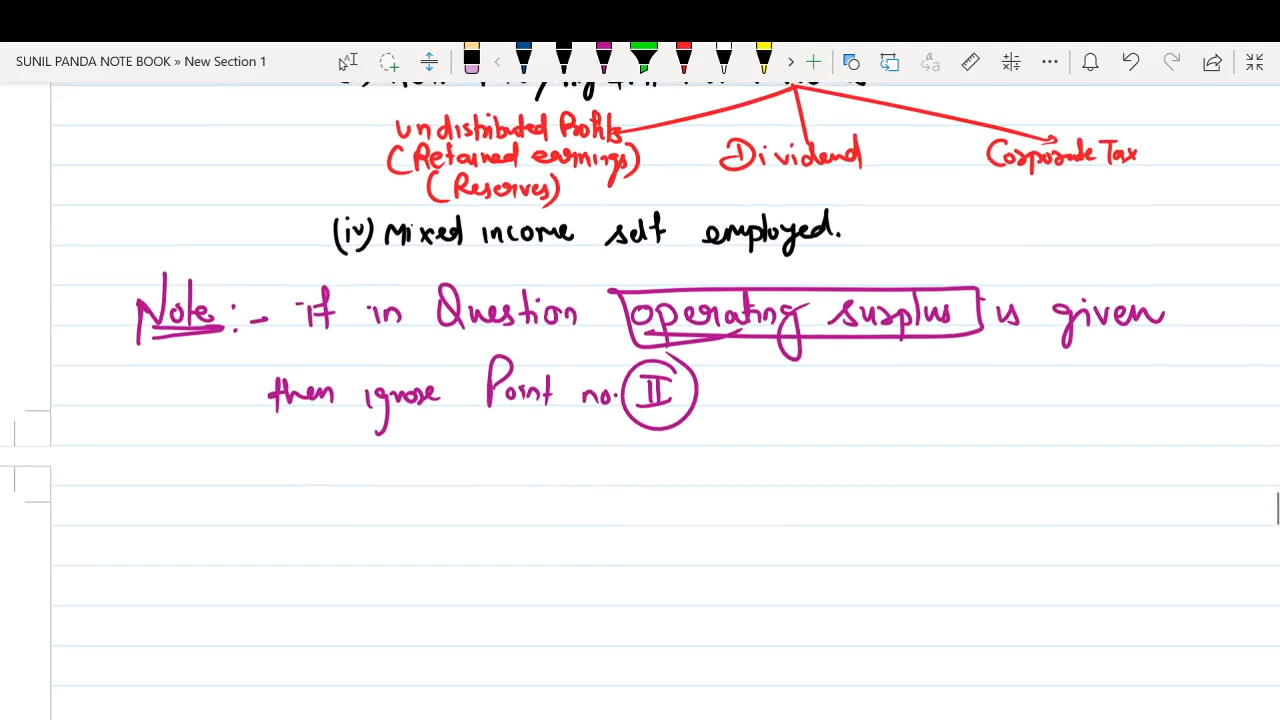 SUNIL PANDA NOTE BOOK » New Section 1
undistributed Profits
(Retained earnings)
(Reserves)
Dividend
Corporate Tax
(iv) Mixed income self employed.
Note:- if in Question operating surplus is given
then ignore Point no. II